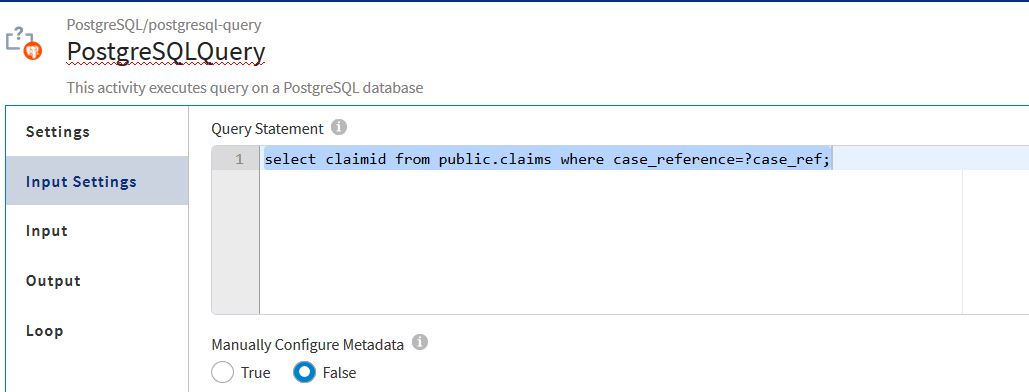 PostgreSQL/postgresql-query
PostgreSQLQuery
This activity executes query on a PostgreSQL database
Settings
Input Settings
Input
Output
Loop
Query Statement
1 select claimid from public.claims where case_reference=?case_ref;
Manually Configure Metadata
True False